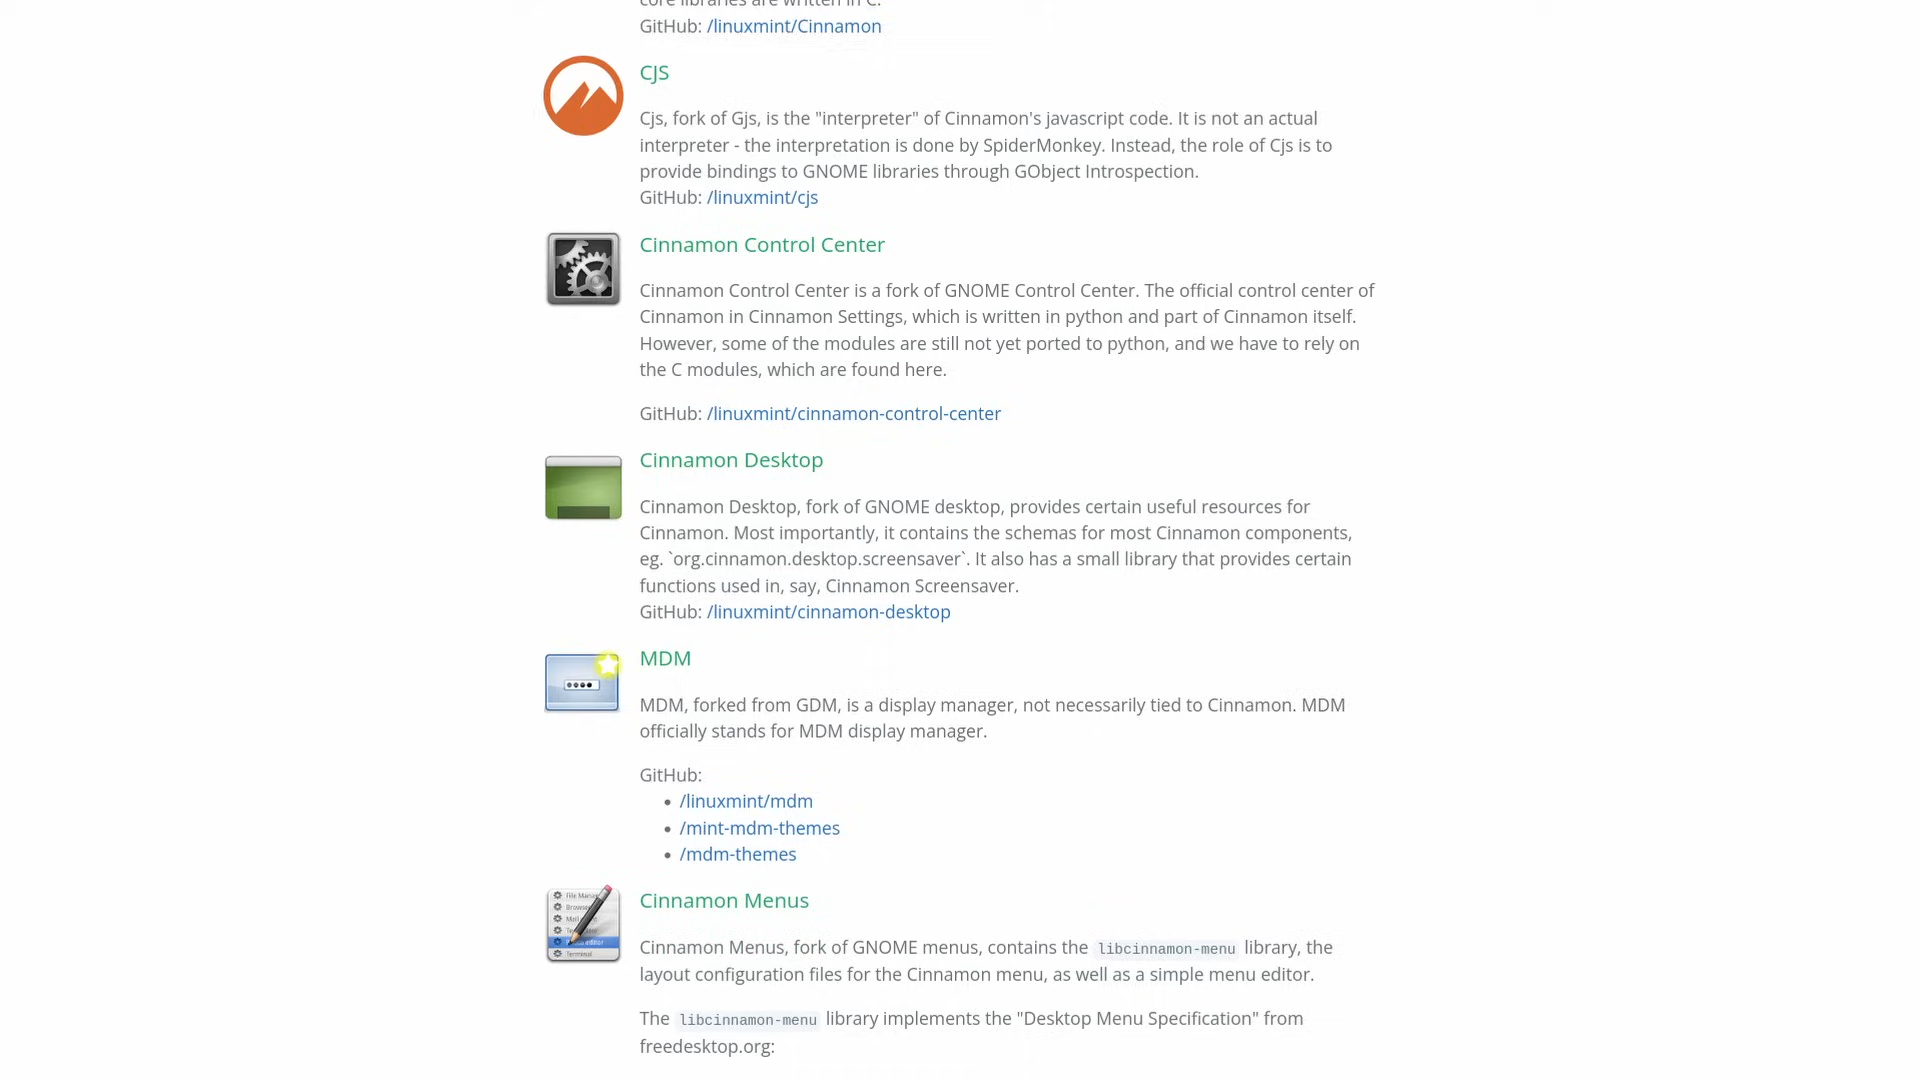 core libraries are written in C.
GitHub: /linuxmint/Cinnamon
CJS
Cjs, fork of Gjs, is the "interpreter" of Cinnamon's javascript code. It is not an actual
interpreter - the interpretation is done by SpiderMonkey. Instead, the role of Cjs is to
provide bindings to GNOME libraries through GObject Introspection.
GitHub: /linuxmint/cjs
Cinnamon Control Center
Cinnamon Control Center is a fork of GNOME Control Center. The official control center of
Cinnamon in Cinnamon Settings, which is written in python and part of Cinnamon itself.
However, some of the modules are still not yet ported to python, and we have to rely on
the C modules, which are found here.
GitHub: /linuxmint/cinnamon-control-center
Cinnamon Desktop
Cinnamon Desktop, fork of GNOME desktop, provides certain useful resources for
Cinnamon. Most importantly, it contains the schemas for most Cinnamon components,
eg. `org.cinnamon.desktop.screensaver`. It also has a small library that provides certain
functions used in, say, Cinnamon Screensaver.
GitHub: /linuxmint/cinnamon-desktop
MDM
MDM, forked from GDM, is a display manager, not necessarily tied to Cinnamon. MDM
officially stands for MDM display manager.
GitHub:
• /linuxmint/mdm
• /mint-mdm-themes
• /mdm-themes
File
Terminal
Cinnamon Menus
Cinnamon Menus, fork of GNOME menus, contains the libcinnamon-menu library, the
layout configuration files for the Cinnamon menu, as well as a simple menu editor.
The libcinnamon-menu library implements the "Desktop Menu Specification" from
freedesktop.org: